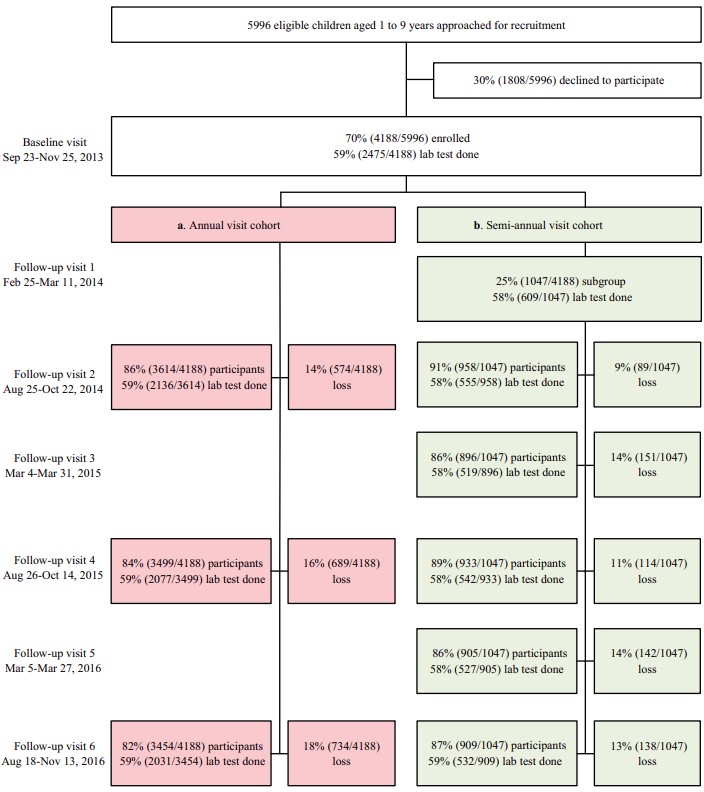 5996 eligible children aged 1 to 9 years approached for recruitment
30% (1808/5996) declined to participate
Baseline visit
Sep 23-Nov 25, 2013
70% (4188/5996) enrolled
59% (2475/4188) lab test done
a. Annual visit cohort
b. Semi-annual visit cohort
Follow-up visit 1
Feb 25-Mar 11, 2014
25% (1047/4188) subgroup
58% (609/1047) lab test done
Follow-up visit 2
Aug 25-Oct 22, 2014
86% (3614/4188) participants
59% (2136/3614) lab test done
14% (574/4188)
loss
91% (958/1047) participants
58% (555/958) lab test done
9% (89/1047)
loss
Follow-up visit 3
Mar 4-Mar 31, 2015
86% (896/1047) participants
58% (519/896) lab test done
14% (151/1047)
loss
Follow-up visit 4
Aug 26-Oct 14, 2015
84% (3499/4188) participants
59% (2077/3499) lab test done
16% (689/4188)
loss
89% (933/1047) participants
58% (542/933) lab test done
11% (114/1047)
loss
Follow-up visit 5
Mar 5-Mar 27, 2016
86% (905/1047) participants
58% (527/905) lab test done
14% (142/1047)
loss
Follow-up visit 6
Aug 18-Nov 13, 2016
82% (3454/4188) participants
59% (2031/3454) lab test done
18% (734/4188)
loss
87% (909/1047) participants
59% (532/909) lab test done
13% (138/1047)
loss